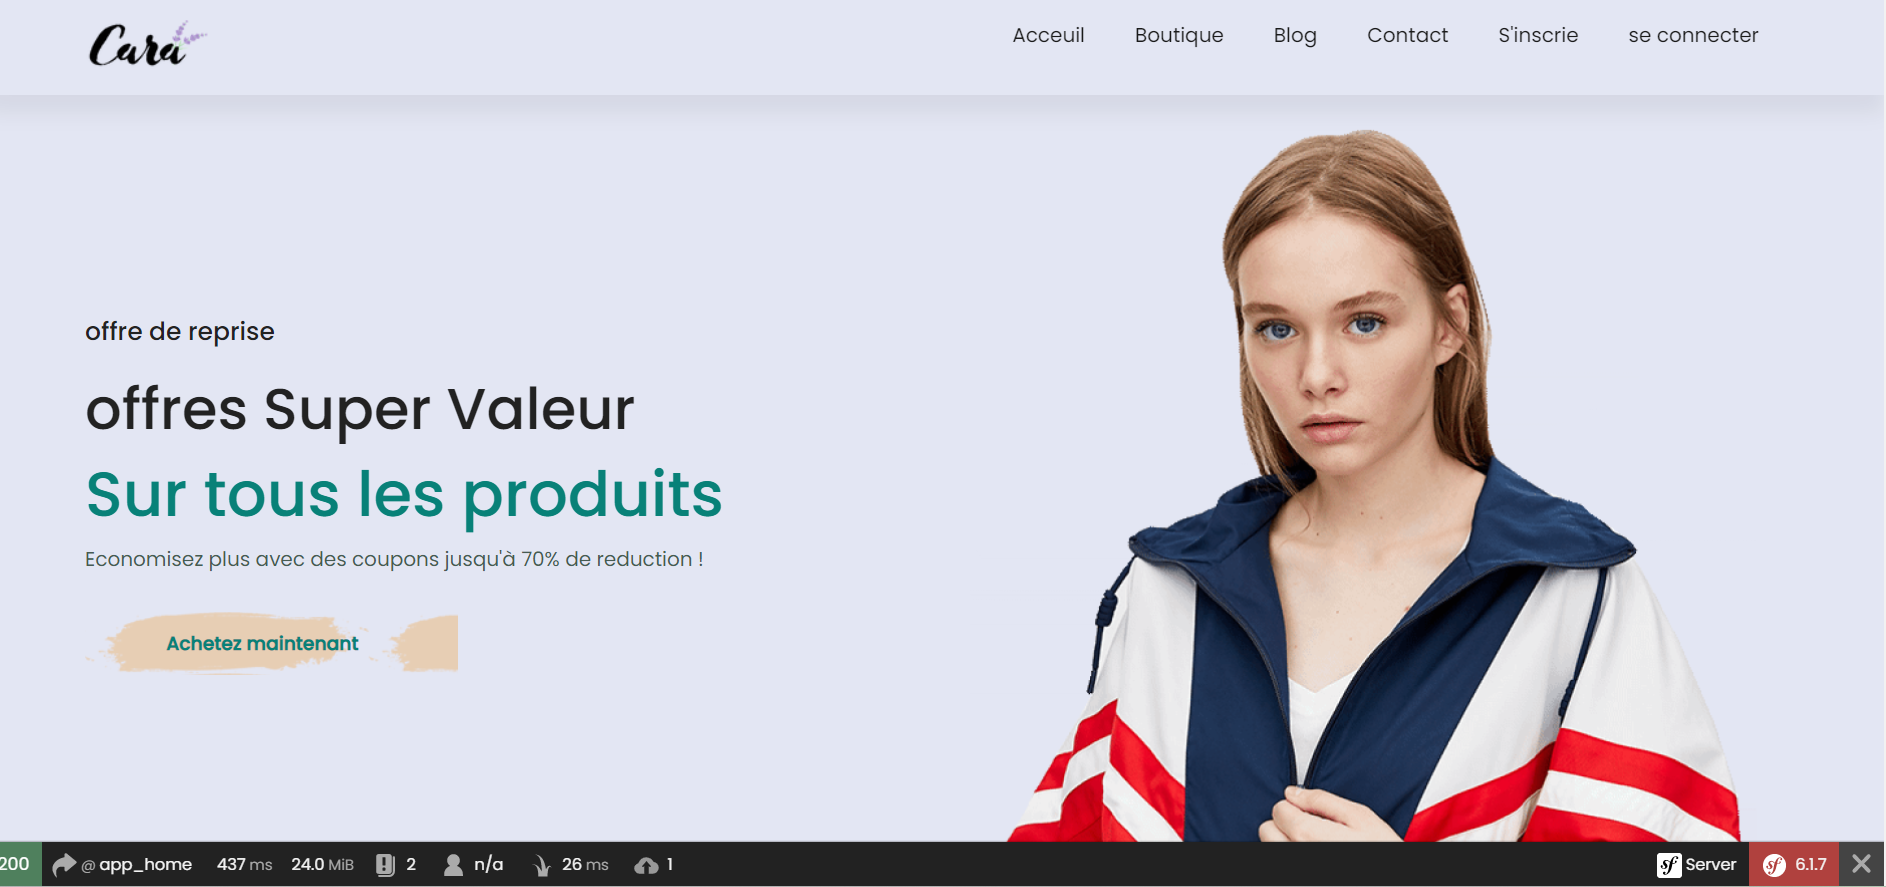 Cara
Acceuil Boutique Blog Contact S'inscrie se connecter
offre de reprise
offres Super Valeur
Sur tous les produits
Economisez plus avec des coupons jusqu'à 70% de reduction !
Achetez maintenant
200 @ app_home 437 ms 24.0 MiB 2 n/a 26 ms 1 sf Server sf 6.1.7